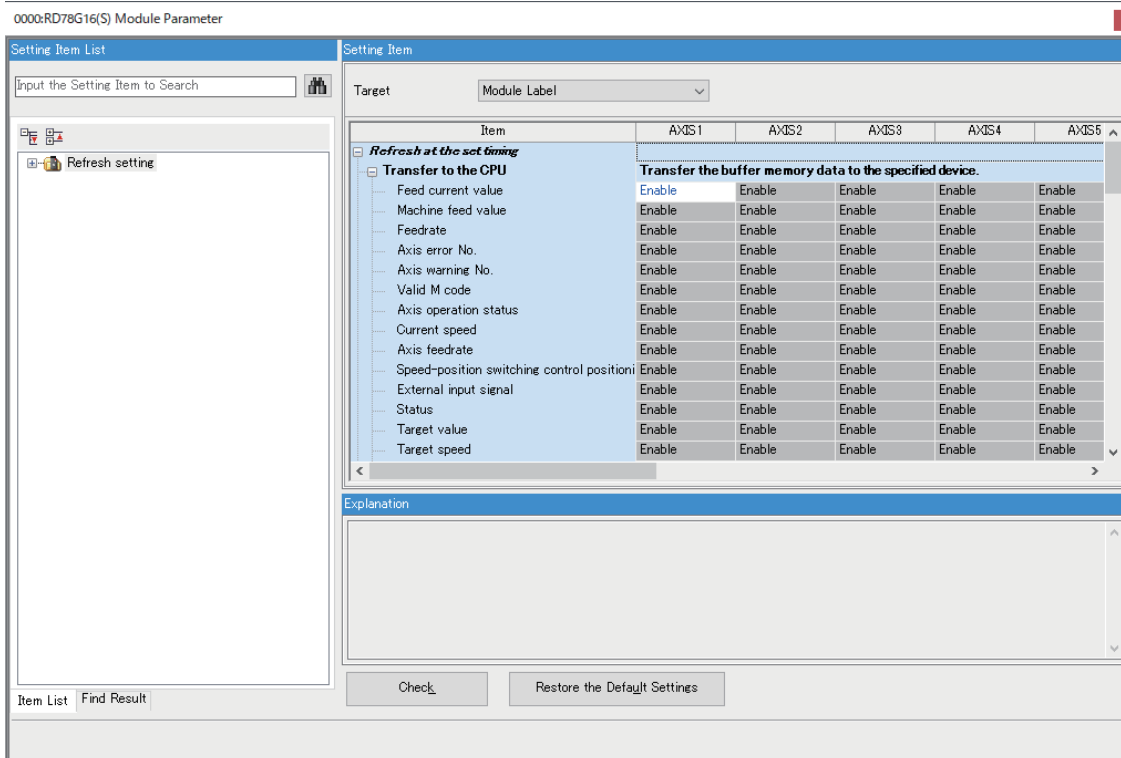 0000:RD78G16(S) Module Parameter
Setting Item List
Input the Setting Item to Search
Refresh setting
Item List Find Result
Setting Item
Target Module Label
Item AXIS1 AXIS2 AXIS3 AXIS4 AXIS5
Refresh at the set timing
Transfer to the CPU Transfer the buffer memory data to the specified device.
Feed current value Enable Enable Enable Enable Enable
Machine feed value Enable Enable Enable Enable Enable
Feedrate Enable Enable Enable Enable Enable
Axis error No. Enable Enable Enable Enable Enable
Axis warning No. Enable Enable Enable Enable Enable
Valid M code Enable Enable Enable Enable Enable
Axis operation status Enable Enable Enable Enable Enable
Current speed Enable Enable Enable Enable Enable
Axis feedrate Enable Enable Enable Enable Enable
Speed-position switching control positioni Enable Enable Enable Enable Enable
External input signal Enable Enable Enable Enable Enable
Status Enable Enable Enable Enable Enable
Target value Enable Enable Enable Enable Enable
Target speed Enable Enable Enable Enable Enable
Explanation
Check Restore the Default Settings